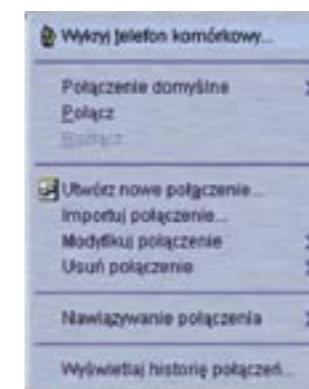 Wykryj telefon komórkowy...
Połączenie domyślne
Połącz
Rozłącz
Utwórz nowe połączenie...
Importuj połączenie...
Modyfikuj połączenie
Usuń połączenie
Nawiązywanie połączenia
Wyświetlaj historię połączeń...